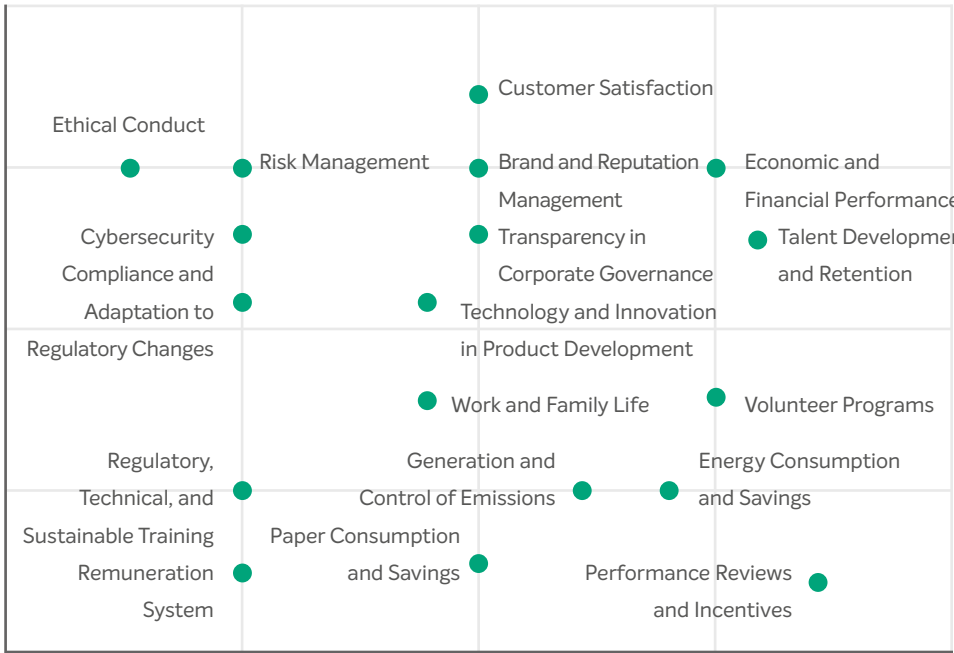 Customer Satisfaction
Ethical Conduct
Risk Management
Brand and Reputation
Management
Economic and
Financial Performance
Cybersecurity
Transparency in
Corporate Governance
Talent Developmen
and Retention
Compliance and
Adaptation to
Regulatory Changes
Technology and Innovation
in Product Development
Work and Family Life
Volunteer Programs
Regulatory,
Technical, and
Sustainable Training
Generation and
Control of Emissions
Energy Consumption
and Savings
Remuneration
System
Paper Consumption
and Savings
Performance Reviews
and Incentives